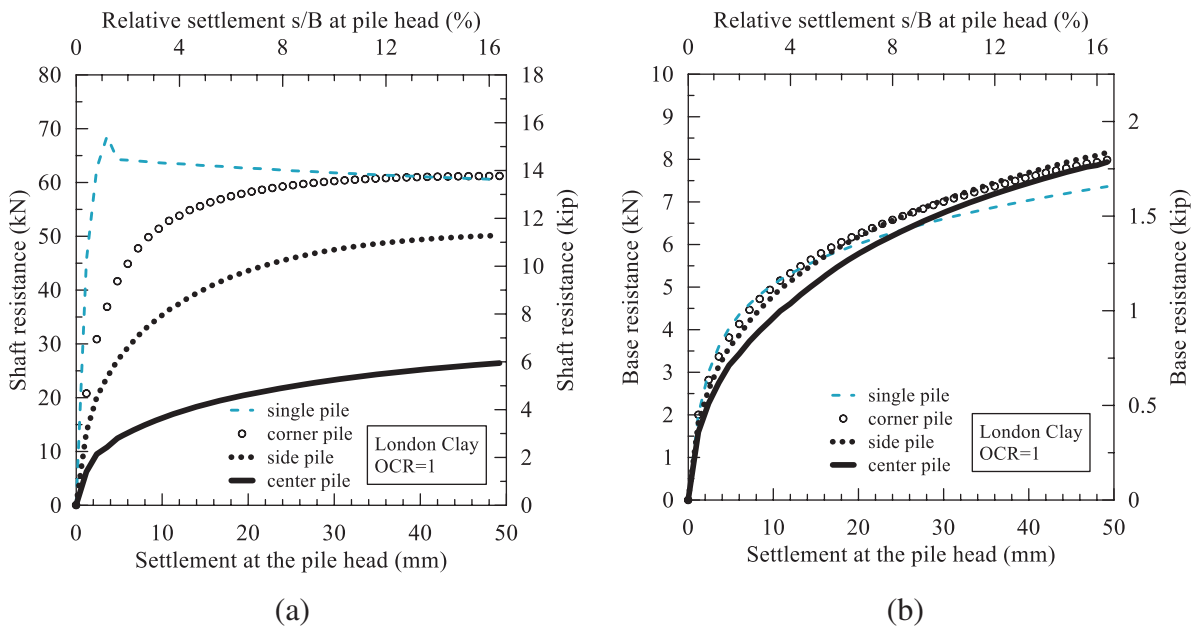 Relative settlement s/B at pile head (%)
0 4 8 12 16
80 70 60 50 40 30 20 10 0
Shaft resistance (kN)
18 16 14 12 10 8 6 4 2 0
Shaft resistance (kip)
single pile
corner pile
side pile
center pile
London Clay
OCR=1
0 10 20 30 40 50
Settlement at the pile head (mm)
(a)
Relative settlement s/B at pile head (%)
0 4 8 12 16
10 9 8 7 6 5 4 3 2 1 0
Base resistance (kN)
2 1.5 1 0.5 0
Base resistance (kip)
single pile
corner pile
side pile
center pile
London Clay
OCR=1
0 10 20 30 40 50
Settlement at the pile head (mm)
(b)